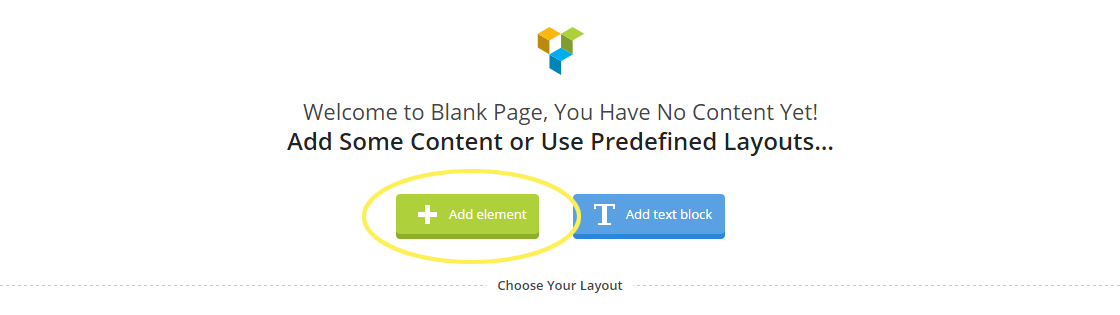 Welcome to Blank Page, You Have No Content Yet!
Add Some Content or Use Predefined Layouts...
Add element
Add text block
Choose Your Layout